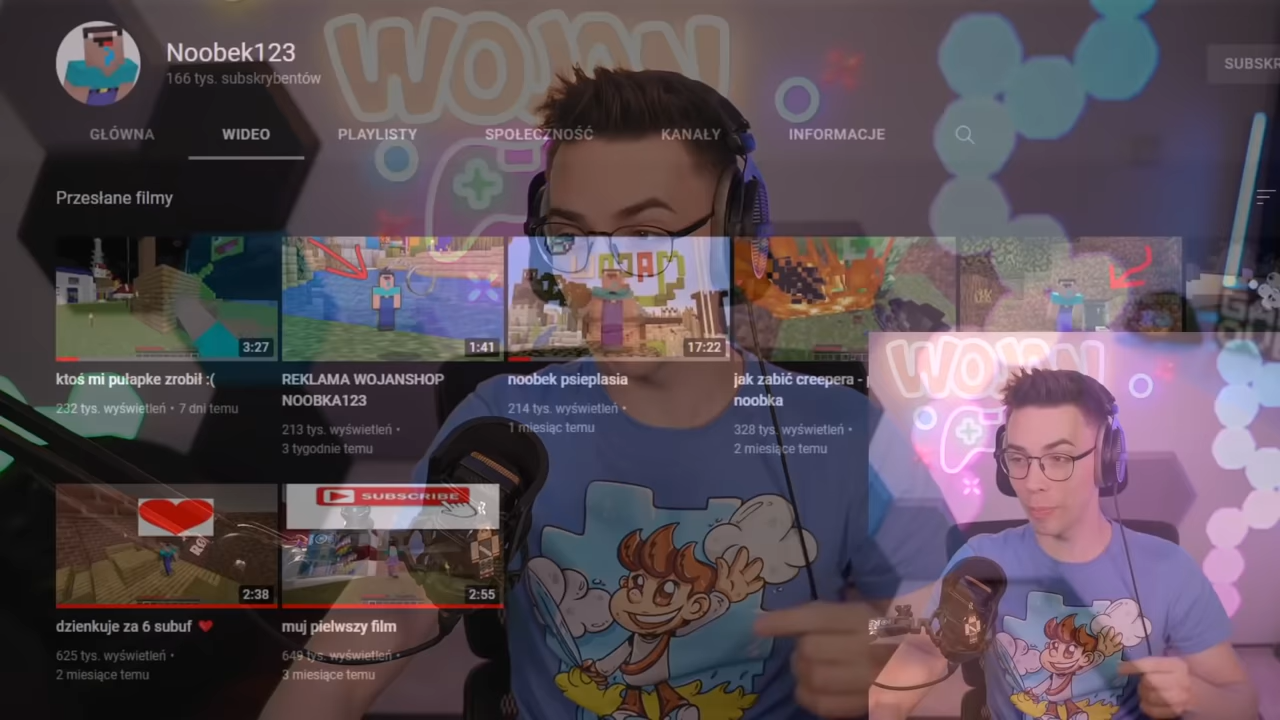 WOJAN
Noobek123
166 tys. subskrybentów
SUBSKR
GŁÓWNA
WIDEO
PLAYLISTY
SPOŁECZNOŚĆ
KANAŁY
INFORMACJE
Przesłane filmy
3:27
1:41
17:22
ktoś mi pułapke zrobił :(
232 tys. wyświetleń • 7 dni temu
REKLAMA WOJANSHOP
NOOBKA123
213 tys. wyświetleń •
3 tygodnie temu
noobek psieplasia
214 tys. wyświetleń •
1 miesiąc temu
jak zabić creepera -
noobka
328 tys. wyświetleń •
2 miesiące temu
WOJAN
SUBSCRIBE
2:38
2:55
dzienkuje za 6 subuf ❤
625 tys. wyświetleń •
2 miesiące temu
muj pielwszy film
649 tys. wyświetleń •
3 miesiące temu